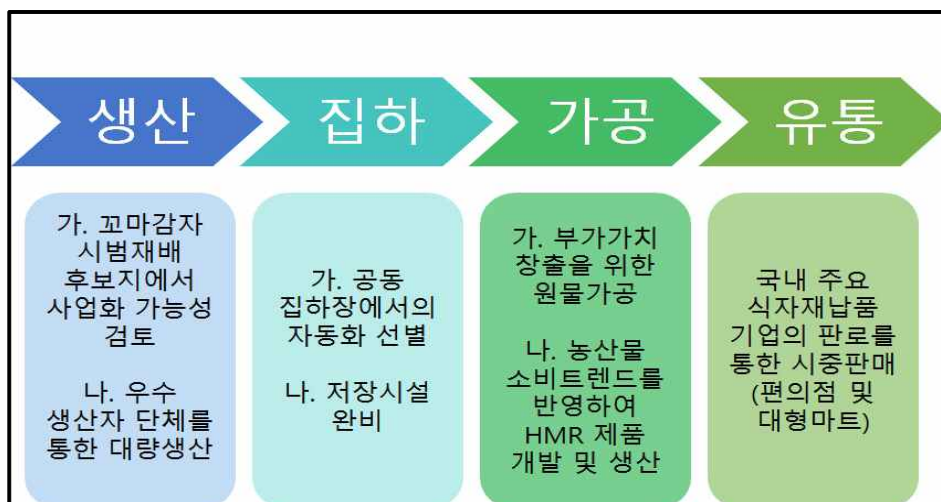 생산
집하
가공
유통
가. 꼬마감자
시범재배
후보지에서
사업화 가능성
검토
나. 우수
생산자 단체를
통한 대량생산
가. 공동
집하장에서의
자동화 선별
나. 저장시설
완비
가. 부가가치
창출을 위한
원물가공
나. 농산물
소비트렌드를
반영하여
HMR 제품
개발 및 생산
국내 주요
식자재납품
기업의 판로를
통한 시중판매
(편의점 및
대형마트)